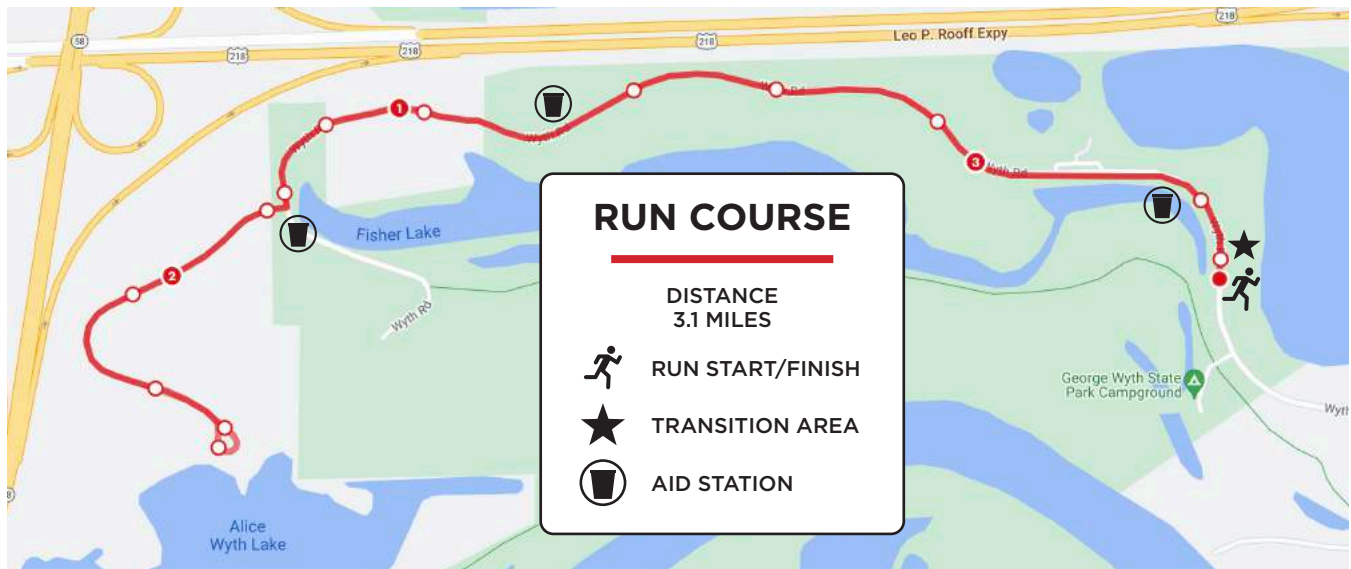 58
218
218
218
Leo P. Rooff Expy
218
1
Wyth Rd
Wyth Rd
3
Wyth Rd
Fisher Lake
2
Wyth Rd
RUN COURSE
DISTANCE
3.1 MILES
RUN START/FINISH
TRANSITION AREA
AID STATION
George Wyth State
Park Campground
Wyth
Alice
Wyth Lake